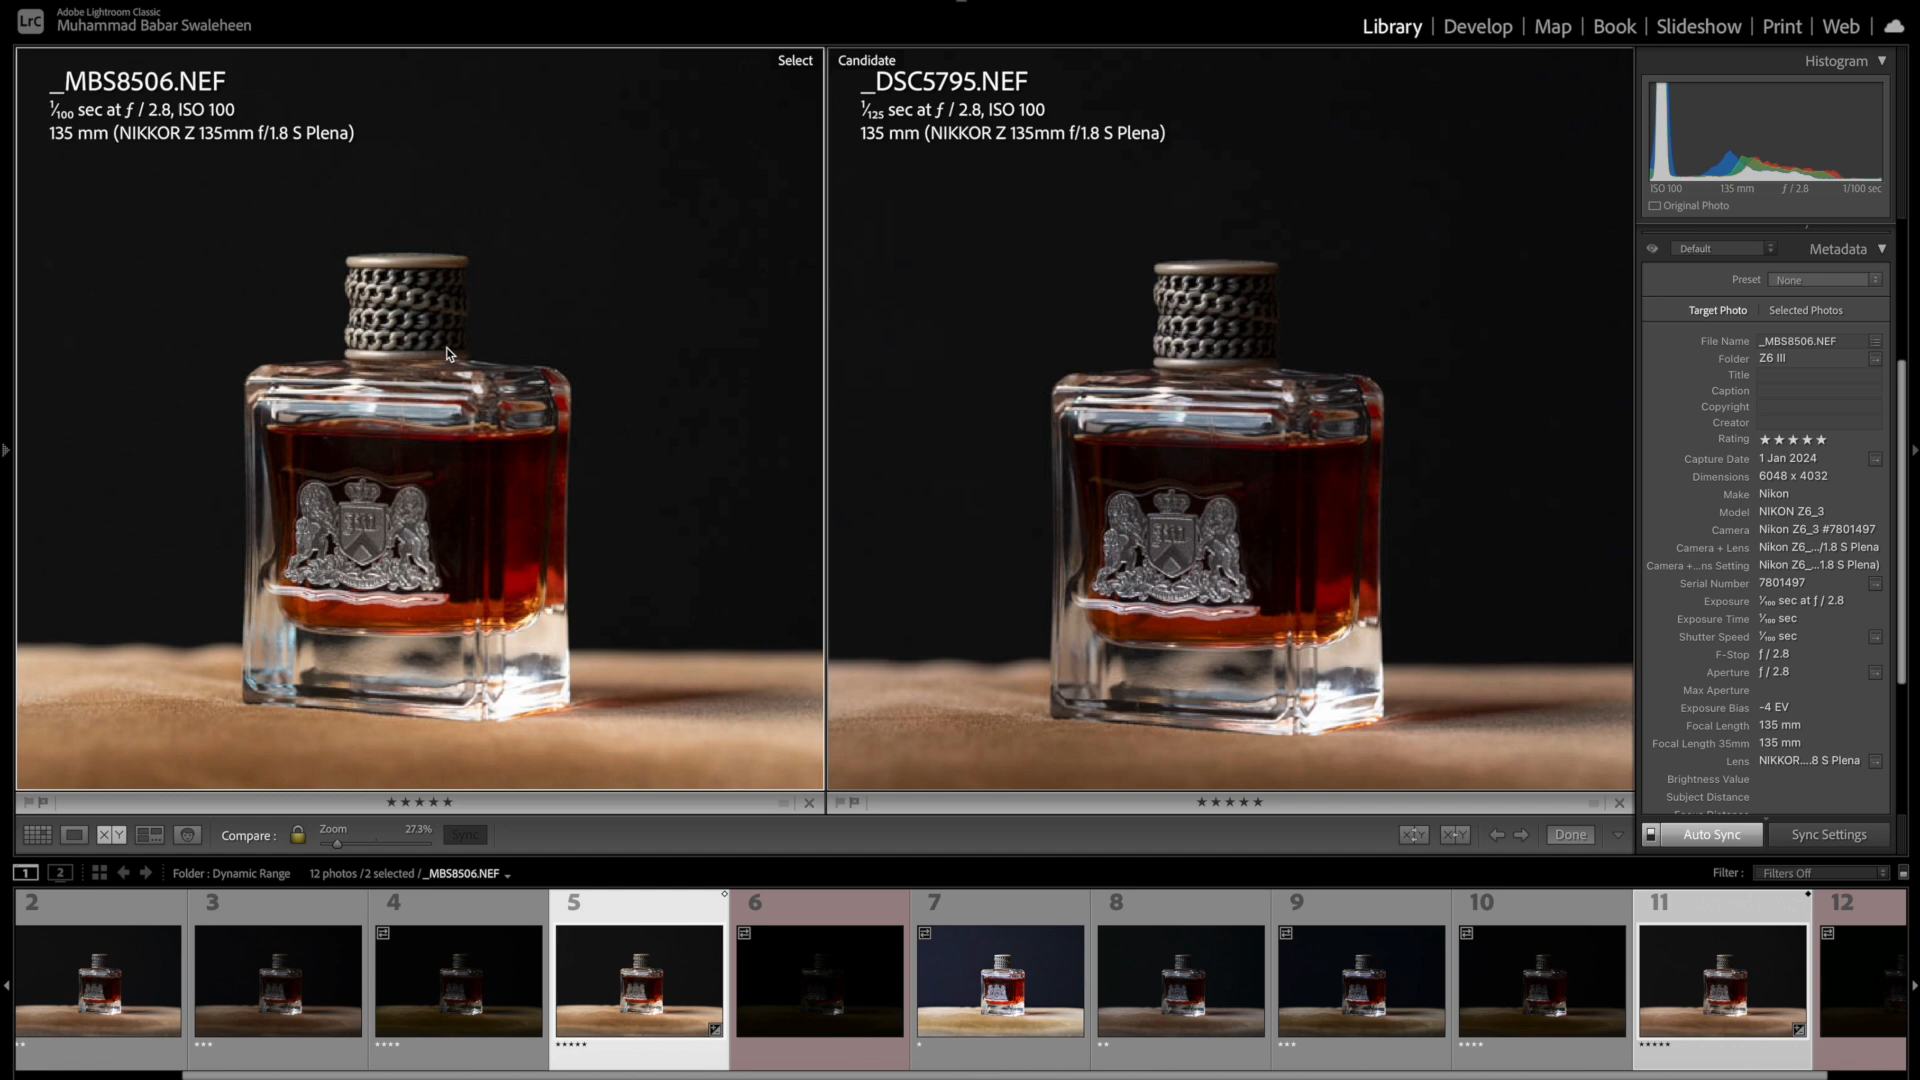 LrC
Adobe Lightroom Classic
Muhammad Babar Swaleheen
Library | Develop | Map | Book | Slideshow | Print | Web
Select
_MBS8506.NEF
1/100 sec at ƒ / 2.8, ISO 100
135 mm (NIKKOR Z 135mm f/1.8 S Plena)
Candidate
_DSC5795.NEF
1/125 sec at ƒ / 2.8, ISO 100
135 mm (NIKKOR Z 135mm f/1.8 S Plena)
Histogram
ISO 100 135 mm ƒ / 2.8 1/100 sec
Original Photo
Default Metadata
Preset None
Target Photo Selected Photos
File Name _MBS8506.NEF
Folder Z6 III
Title
Caption
Copyright
Creator
Rating ★★★★★
Capture Date 1 Jan 2024
Dimensions 6048 x 4032
Make Nikon
Model NIKON Z6_3
Camera Nikon Z6_3 #7801497
Camera + Lens Nikon Z6_.../1.8 S Plena
Camera +...ns Setting Nikon Z6_...1.8 S Plena)
Serial Number 7801497
Exposure 1/100 sec at ƒ / 2.8
Exposure Time 1/100 sec
Shutter Speed 1/100 sec
F-Stop ƒ / 2.8
Aperture ƒ / 2.8
Max Aperture
Exposure Bias -4 EV
Focal Length 135 mm
Focal Length 35mm 135 mm
Lens NIKKOR....8 S Plena
Brightness Value
Subject Distance
★★★★★
★★★★★
X Y
Compare :
Zoom 27.3%
Sync
Done
Auto Sync Sync Settings
1 2
Folder : Dynamic Range 12 photos /2 selected /_MBS8506.NEF
Filter : Filters Off
2 3 4 5 6 7 8 9 10 11 12